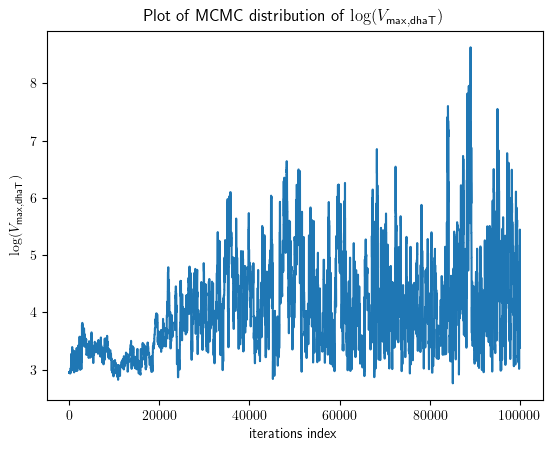 Plot of MCMC distribution of log(V_max,dhaT)
8
7
6
5
4
3
log(V_max,dhaT)
0 20000 40000 60000 80000 100000
iterations index